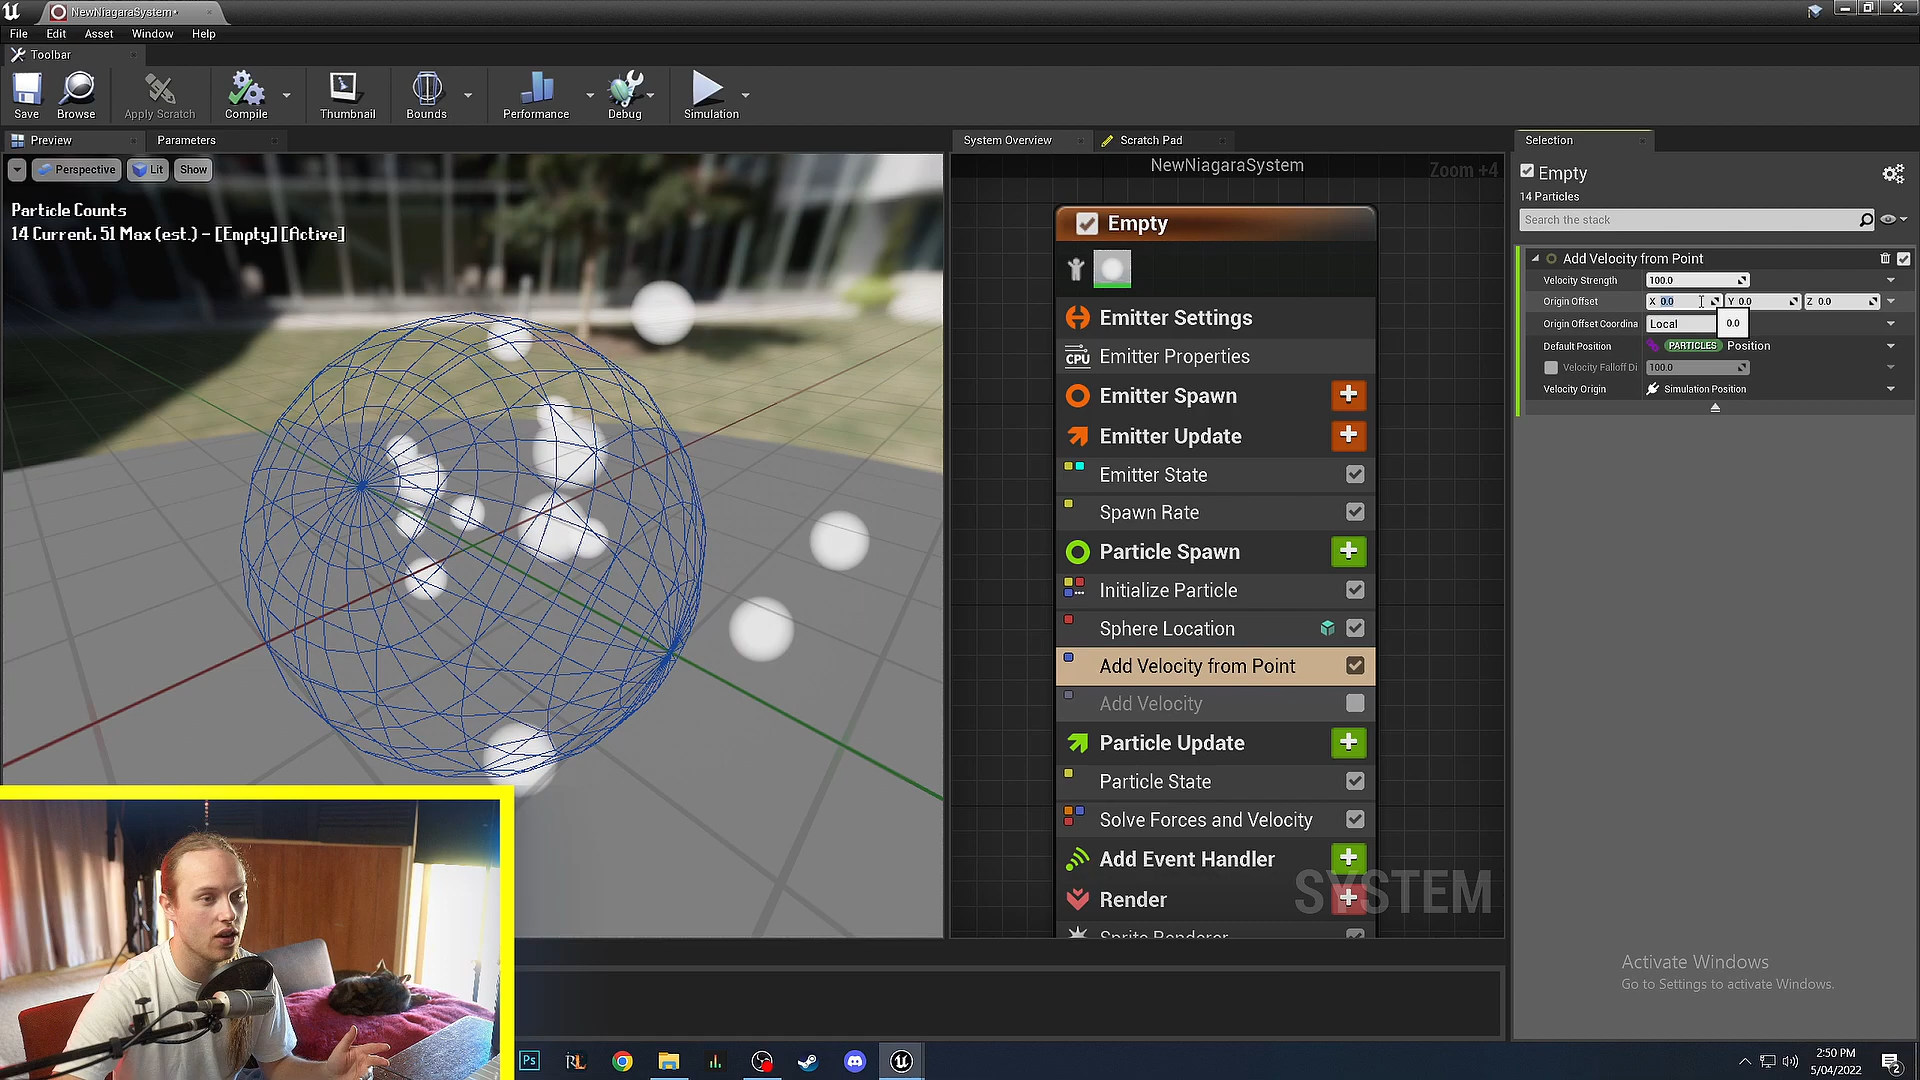 NewNiagaraSystem*
File Edit Asset Window Help
Toolbar
Save Browse Apply Scratch Compile Thumbnail Bounds Performance Debug Simulation
Preview Parameters
Perspective Lit Show
Particle Counts
14 Current, 51 Max (est.) - [Empty] [Active]
System Overview Scratch Pad
NewNiagaraSystem
Zoom +4
Empty
Emitter Settings
CPU Emitter Properties
Emitter Spawn
Emitter Update
Emitter State
Spawn Rate
Particle Spawn
Initialize Particle
Sphere Location
Add Velocity from Point
Add Velocity
Particle Update
Particle State
Solve Forces and Velocity
Add Event Handler
Render
Sprite Renderer
SYSTEM
Selection
Empty
14 Particles
Search the stack
Add Velocity from Point
Velocity Strength 100.0
Origin Offset X 0.0 Y 0.0 Z 0.0
Origin Offset Coordina Local 0.0
Default Position PARTICLES Position
Velocity Falloff Di 100.0
Velocity Origin Simulation Position
Activate Windows
Go to Settings to activate Windows.
Ps RL
2:50 PM
5/04/2022
2